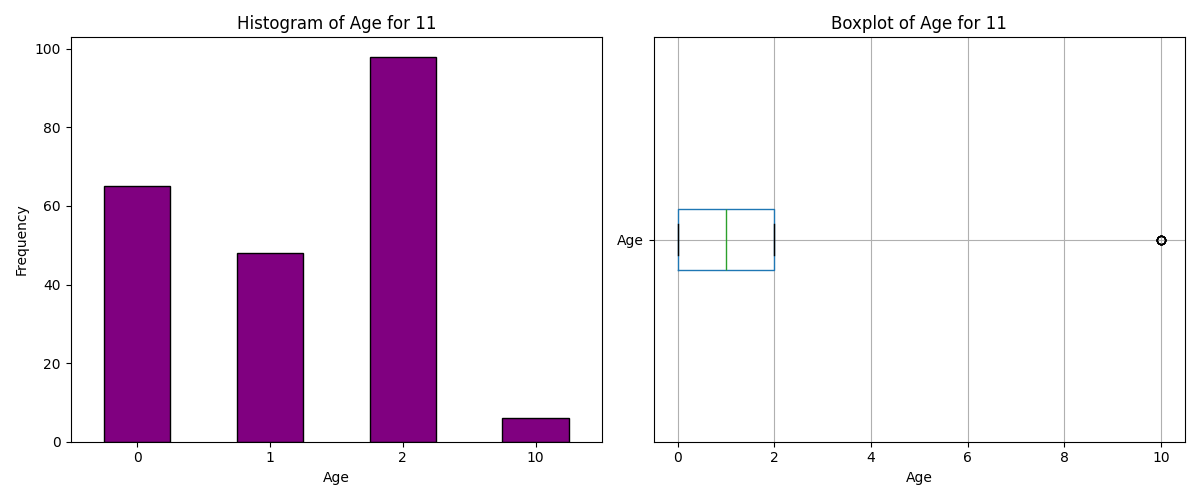 Histogram of Age for 11
100
80
60
40
20
0
Frequency
0 1 2 10
Age
Boxplot of Age for 11
Age
0 2 4 6 8 10
Age